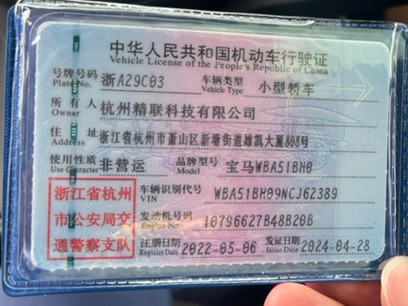 中华人民共和国机动车行驶证
Vehicle License of the People's Republic of China
号牌号码 浙A29C03 车辆类型 小型轿车
Plate No. Vehicle Type
所有人 杭州精联科技有限公司
Owner
住址 浙江省杭州市萧山区新塘街道雄凯大厦808号
Address
使用性质 非营运 品牌型号 宝马WBA51BH0
Use Character Model
浙江省杭州 车辆识别代号 WBA51BH09NCJ62389
VIN
市公安局交 发动机号码 10796627B48B20B
Engine No.
通警察支队 注册日期 2022-05-06 发证日期 2024-04-28
Register Date Issue Date